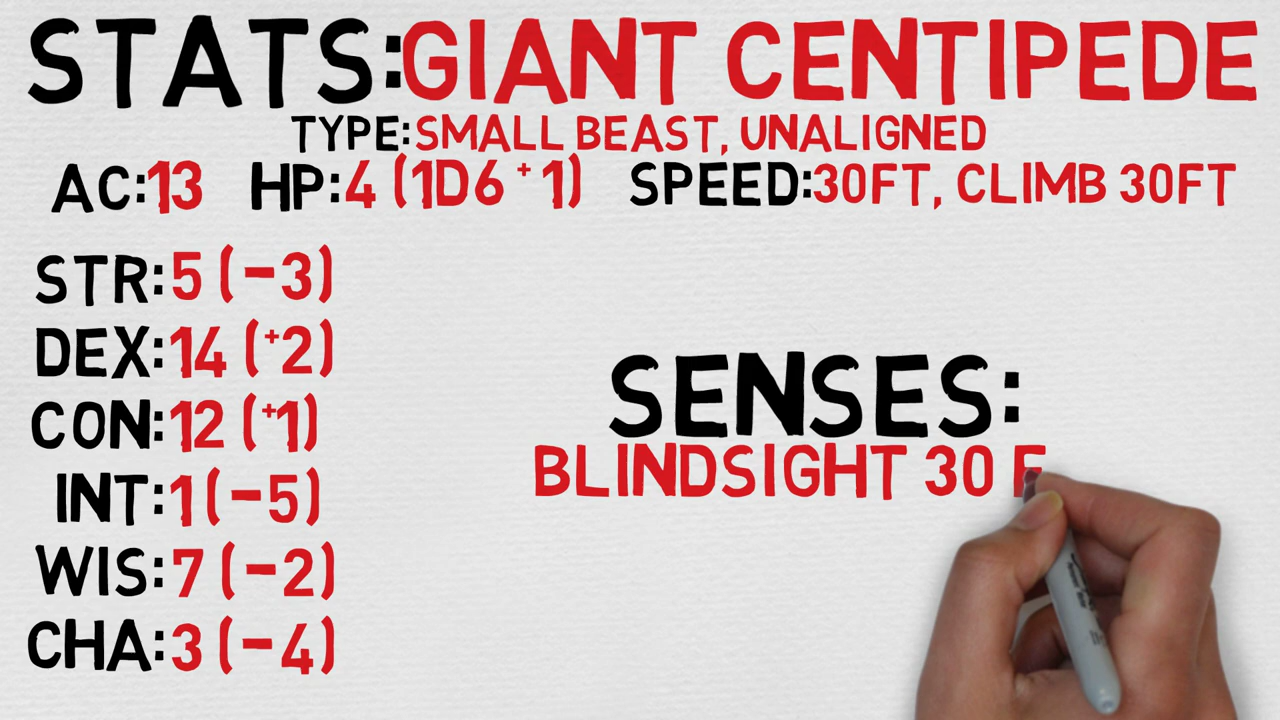 STATS:GIANT CENTIPEDE
TYPE:SMALL BEAST, UNALIGNED
AC:13 HP:4 (1D6 + 1) SPEED:30FT, CLIMB 30FT
STR:5 (-3)
DEX:14 (+2)
CON:12 (+1)
INT:1 (-5)
WIS:7 (-2)
CHA:3 (-4)
SENSES:
BLINDSIGHT 30 F